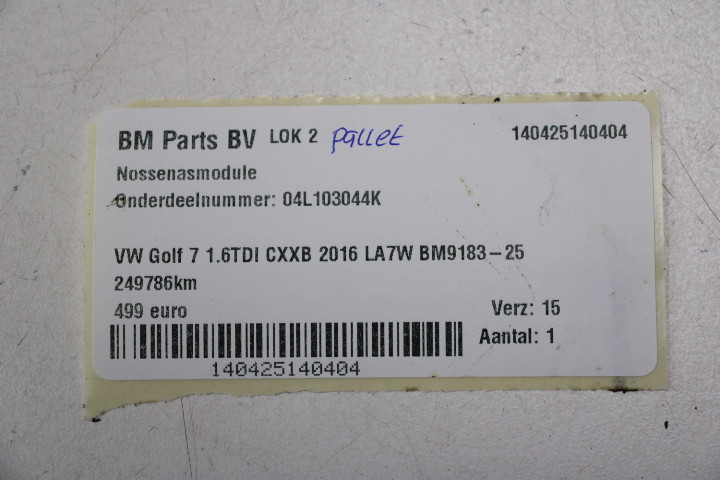 BM Parts BV LOK 2 pallet 140425140404
Nossenasmodule
Onderdeelnummer: 04L103044K
VW Golf 7 1.6TDI CXXB 2016 LA7W BM9183-25
249786km
499 euro Verz: 15
Aantal: 1
140425140404